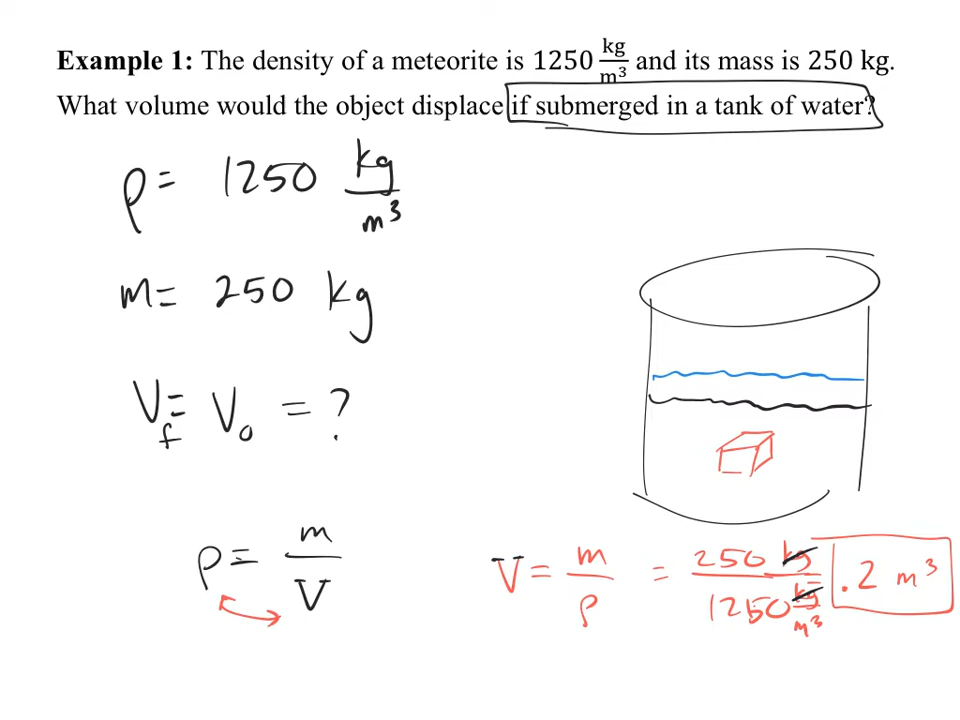 Example 1: The density of a meteorite is 1250 kg/m³ and its mass is 250 kg.
What volume would the object displace if submerged in a tank of water?
ρ = 1250 kg/m³
m = 250 kg
V_f = V_o = ?
ρ = m/V
V = m/ρ = 250 kg / 1250 kg/m³ = .2 m³